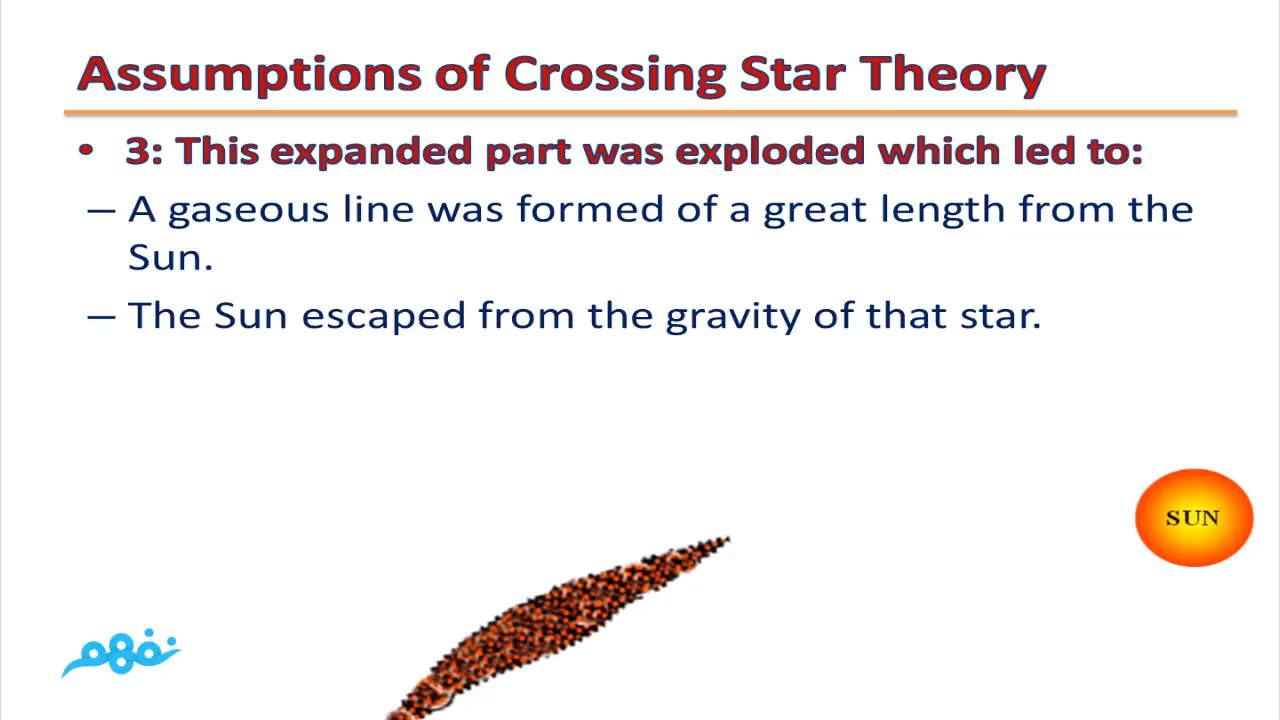 Assumptions of Crossing Star Theory
• 3: This expanded part was exploded which led to:
– A gaseous line was formed of a great length from the
Sun.
– The Sun escaped from the gravity of that star.
SUN
نفهم